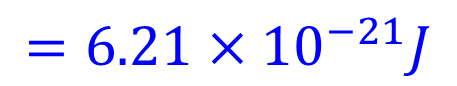 = 6.21 × 10⁻²¹J